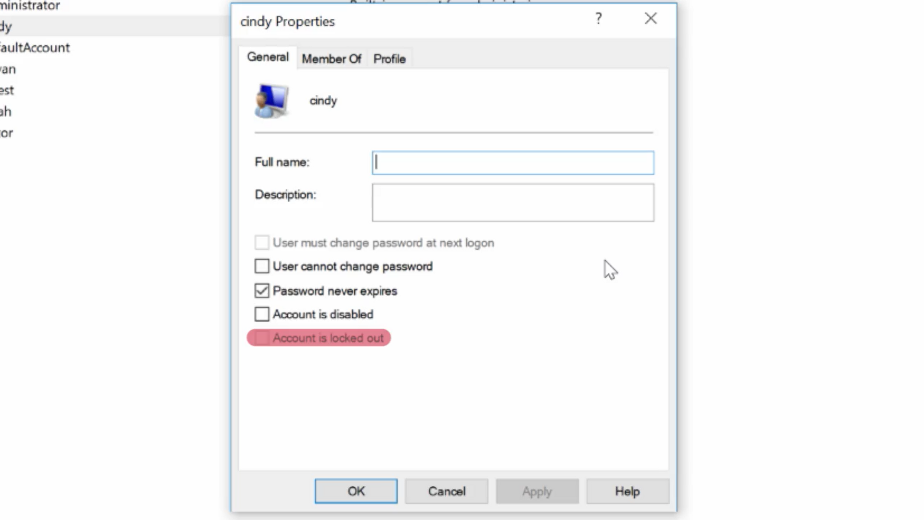 ministrator
cindy Properties
dy
General
Member Of
Profile
faultAccount
van
est
cindy
ah
tor
Full name:
Description:
User must change password at next logon
User cannot change password
Password never expires
Account is disabled
Account is locked out
OK
Cancel
Apply
Help